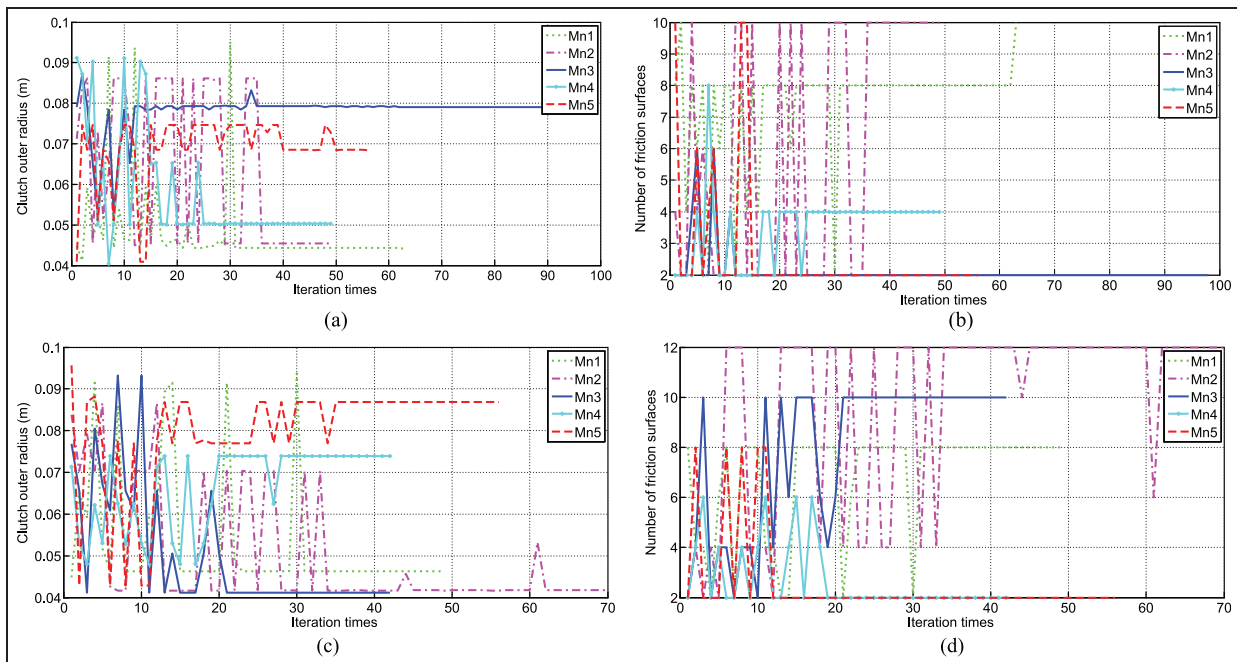 0.1
0.09
0.08
0.07
0.06
0.05
0.04
Clutch outer radius (m)
0 10 20 30 40 50 60 70 80 90 100
Iteration times
Mn1
Mn2
Mn3
Mn4
Mn5
(a)
10
9
8
7
6
5
4
3
2
Number of friction surfaces
0 10 20 30 40 50 60 70 80 90 100
Iteration times
Mn1
Mn2
Mn3
Mn4
Mn5
(b)
0.1
0.09
0.08
0.07
0.06
0.05
0.04
Clutch outer radius (m)
0 10 20 30 40 50 60 70
Iteration times
Mn1
Mn2
Mn3
Mn4
Mn5
(c)
12
10
8
6
4
2
Number of friction surfaces
0 10 20 30 40 50 60 70
Iteration times
Mn1
Mn2
Mn3
Mn4
Mn5
(d)